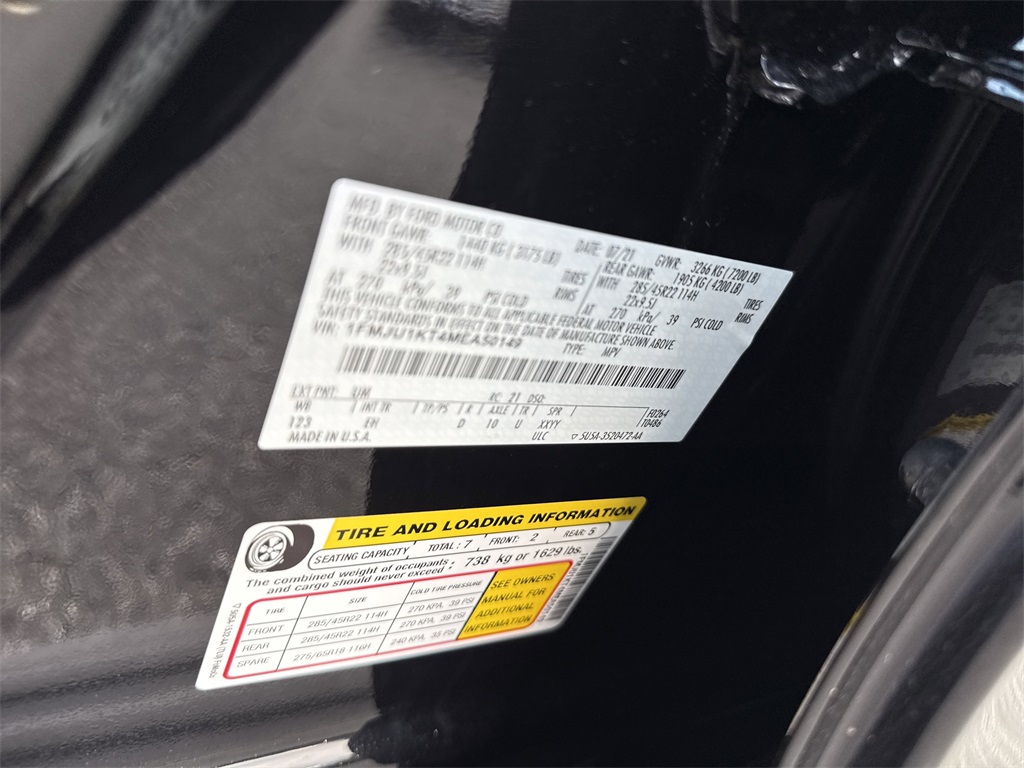 MFD. BY FORD MOTOR CO
DATE: 07/21 GVWR: 3266 KG (7200 LB)
FRONT GAWR: 1440 KG (3175 LB) REAR GAWR: 1905 KG (4200 LB)
WITH 285/45R22 114H TIRES WITH 285/45R22 114H TIRES
22x9.5J RIMS 22x9.5J RIMS
AT 270 kPa/ 39 PSI COLD AT 270 kPa/ 39 PSI COLD
THIS VEHICLE CONFORMS TO ALL APPLICABLE FEDERAL MOTOR VEHICLE
SAFETY STANDARDS IN EFFECT ON THE DATE OF MANUFACTURE SHOWN ABOVE.
VIN: 1FMJU1KT4MEA50149
TYPE: MPV
EXT PNT: UM RC: 21 DSO:
WB INT TR TP/PS R AXLE TR SPR F0264
123 EH D 10 U XXYY T0486
MADE IN U.S.A. ULC 5USA-3520472-AA
TIRE AND LOADING INFORMATION
SEATING CAPACITY TOTAL: 7 FRONT: 2 REAR: 5
The combined weight of occupants and cargo should never exceed: 738 kg or 1629 lbs.
TIRE SIZE COLD TIRE PRESSURE
FRONT 285/45R22 114H 270 KPA, 39 PSI
REAR 285/45R22 114H 270 KPA, 39 PSI
SPARE 275/65R18 116H 240 KPA, 35 PSI
SEE OWNERS
MANUAL FOR
ADDITIONAL
INFORMATION